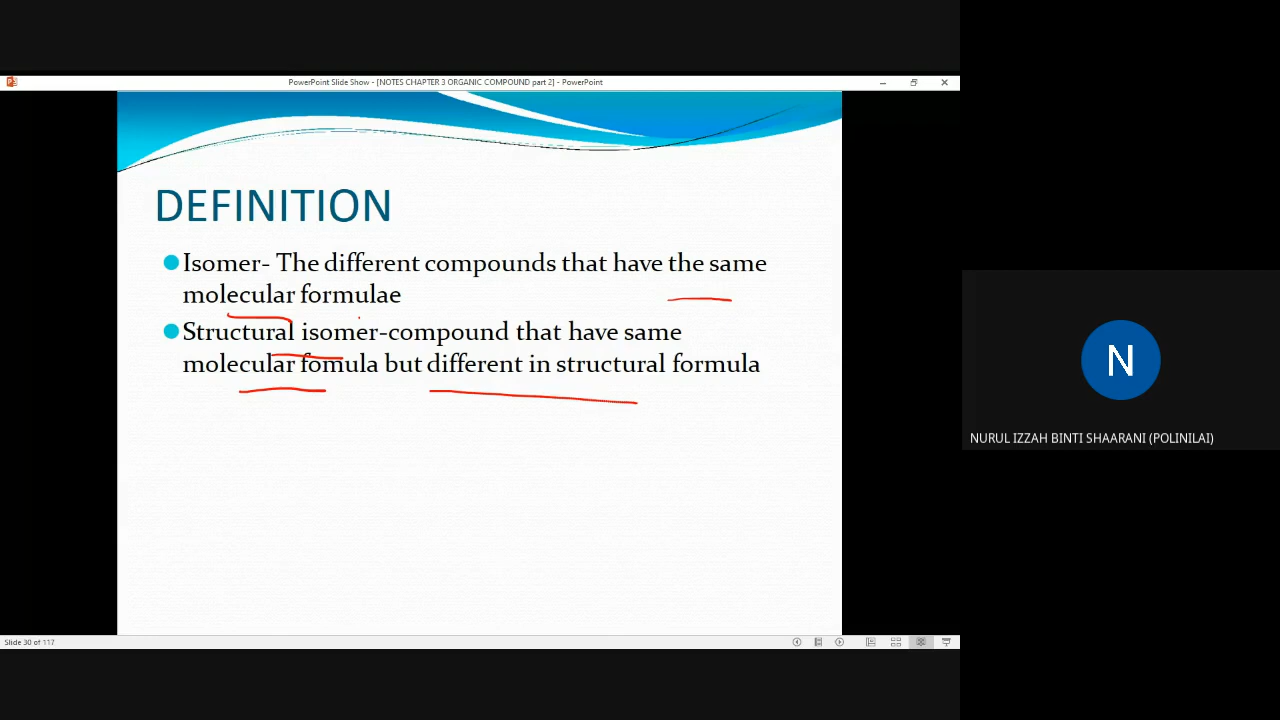 PowerPoint Slide Show - [NOTES CHAPTER 3 ORGANIC COMPOUND part 2] - PowerPoint
DEFINITION
Isomer- The different compounds that have the same
molecular formulae
Structural isomer-compound that have same
molecular fomula but different in structural formula
N
NURUL IZZAH BINTI SHAARANI (POLINILAI)
Slide 30 of 117